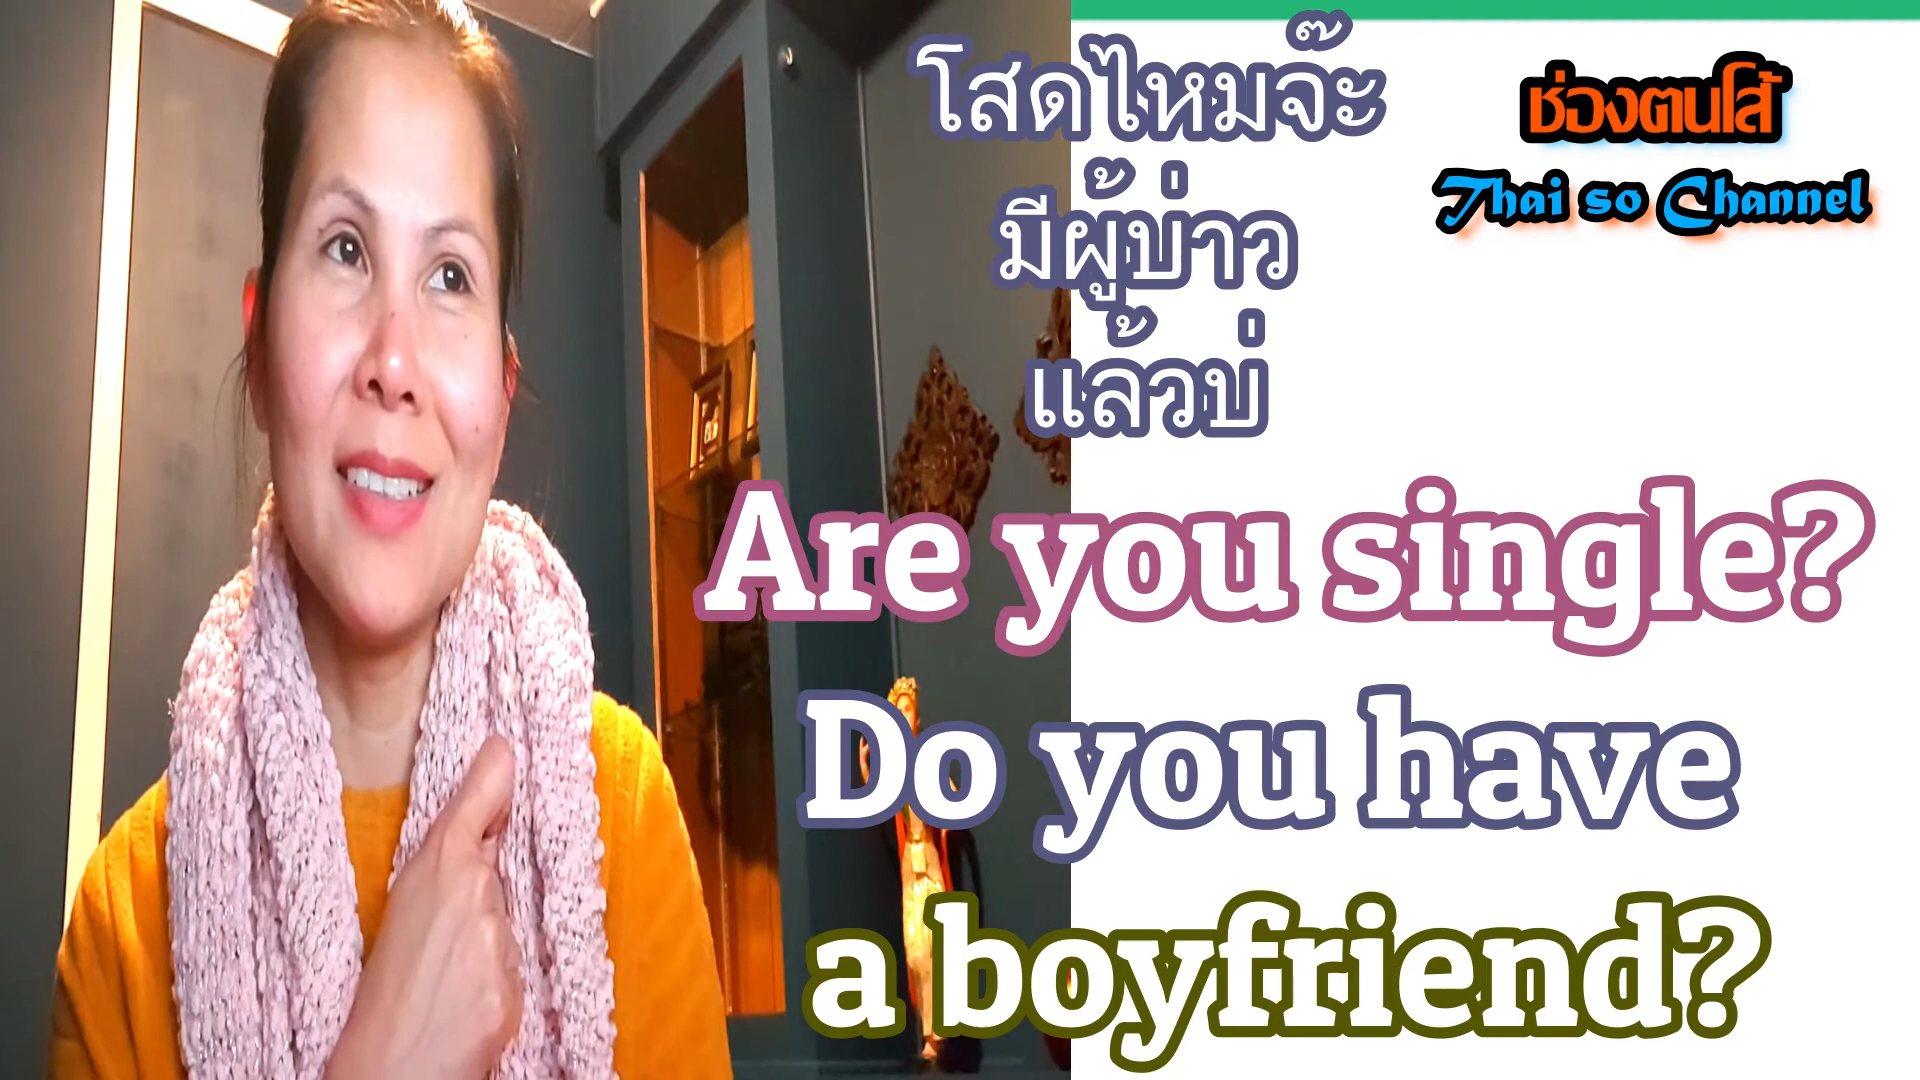 โสดไหมจ๊ะ
มีผู้บ่าว
แล้วบ่
ช่องตนโส้
Thai so Channel
Are you single?
Do you have
a boyfriend?